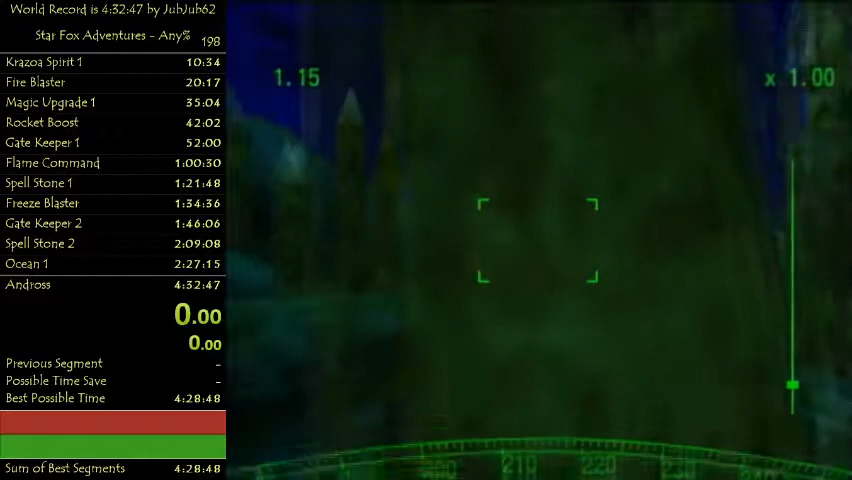 World Record is 4:32:47 by JubJub62
Star Fox Adventures - Any%
198
Krazoa Spirit 1 10:34
Fire Blaster 20:17
Magic Upgrade 1 35:04
Rocket Boost 42:02
Gate Keeper 1 52:00
Flame Command 1:00:30
Spell Stone 1 1:21:48
Freeze Blaster 1:34:36
Gate Keeper 2 1:46:06
Spell Stone 2 2:09:08
Ocean 1 2:27:15
Andross 4:32:47
0.00
0.00
Previous Segment -
Possible Time Save -
Best Possible Time 4:28:48
Sum of Best Segments 4:28:48
1.15
x 1.00
200 210 220 230 240